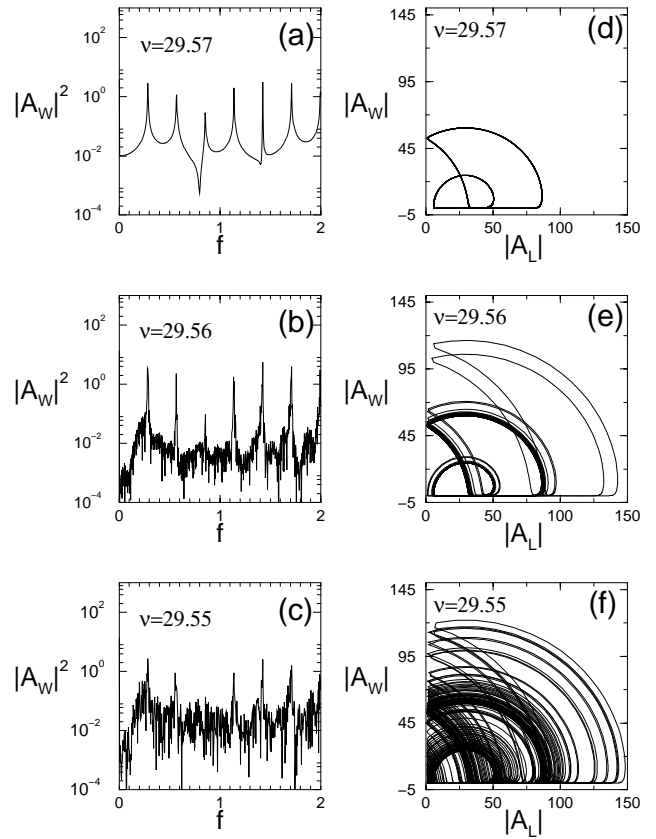 (a)
ν=29.57
|A_W|^2
10^2
10^0
10^-2
10^-4
0 1 2
f
(d)
ν=29.57
|A_W|
145
95
45
-5
0 50 100 150
|A_L|
(b)
ν=29.56
|A_W|^2
10^2
10^0
10^-2
10^-4
0 1 2
f
(e)
ν=29.56
|A_W|
145
95
45
-5
0 50 100 150
|A_L|
(c)
ν=29.55
|A_W|^2
10^2
10^0
10^-2
10^-4
0 1 2
f
(f)
ν=29.55
|A_W|
145
95
45
-5
0 50 100 150
|A_L|